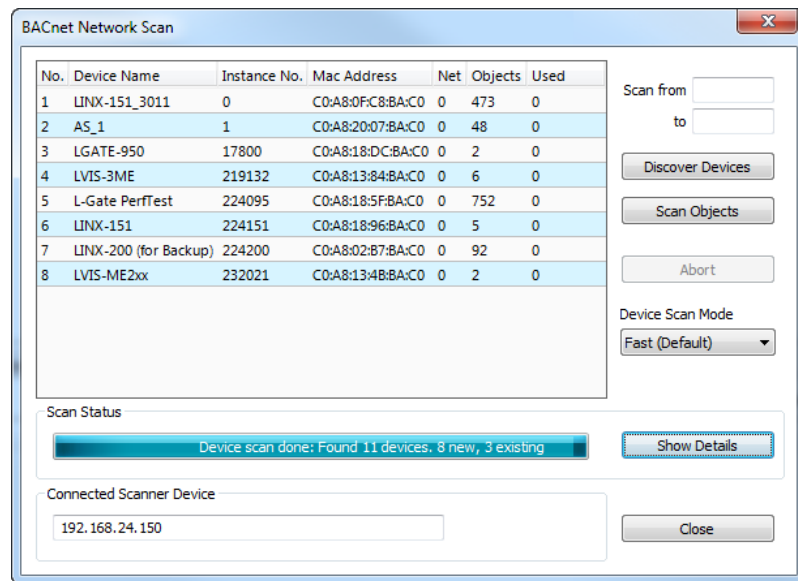 BACnet Network Scan
No. Device Name Instance No. Mac Address Net Objects Used
1 LINX-151_3011 0 C0:A8:0F:C8:BA:C0 0 473 0
2 AS_1 1 C0:A8:20:07:BA:C0 0 48 0
3 LGATE-950 17800 C0:A8:18:DC:BA:C0 0 2 0
4 LVIS-3ME 219132 C0:A8:13:84:BA:C0 0 6 0
5 L-Gate PerfTest 224095 C0:A8:18:5F:BA:C0 0 752 0
6 LINX-151 224151 C0:A8:18:96:BA:C0 0 5 0
7 LINX-200 (for Backup) 224200 C0:A8:02:B7:BA:C0 0 92 0
8 LVIS-ME2xx 232021 C0:A8:13:4B:BA:C0 0 2 0
Scan from
to
Discover Devices
Scan Objects
Abort
Device Scan Mode
Fast (Default)
Scan Status
Device scan done: Found 11 devices. 8 new, 3 existing
Show Details
Connected Scanner Device
192.168.24.150
Close